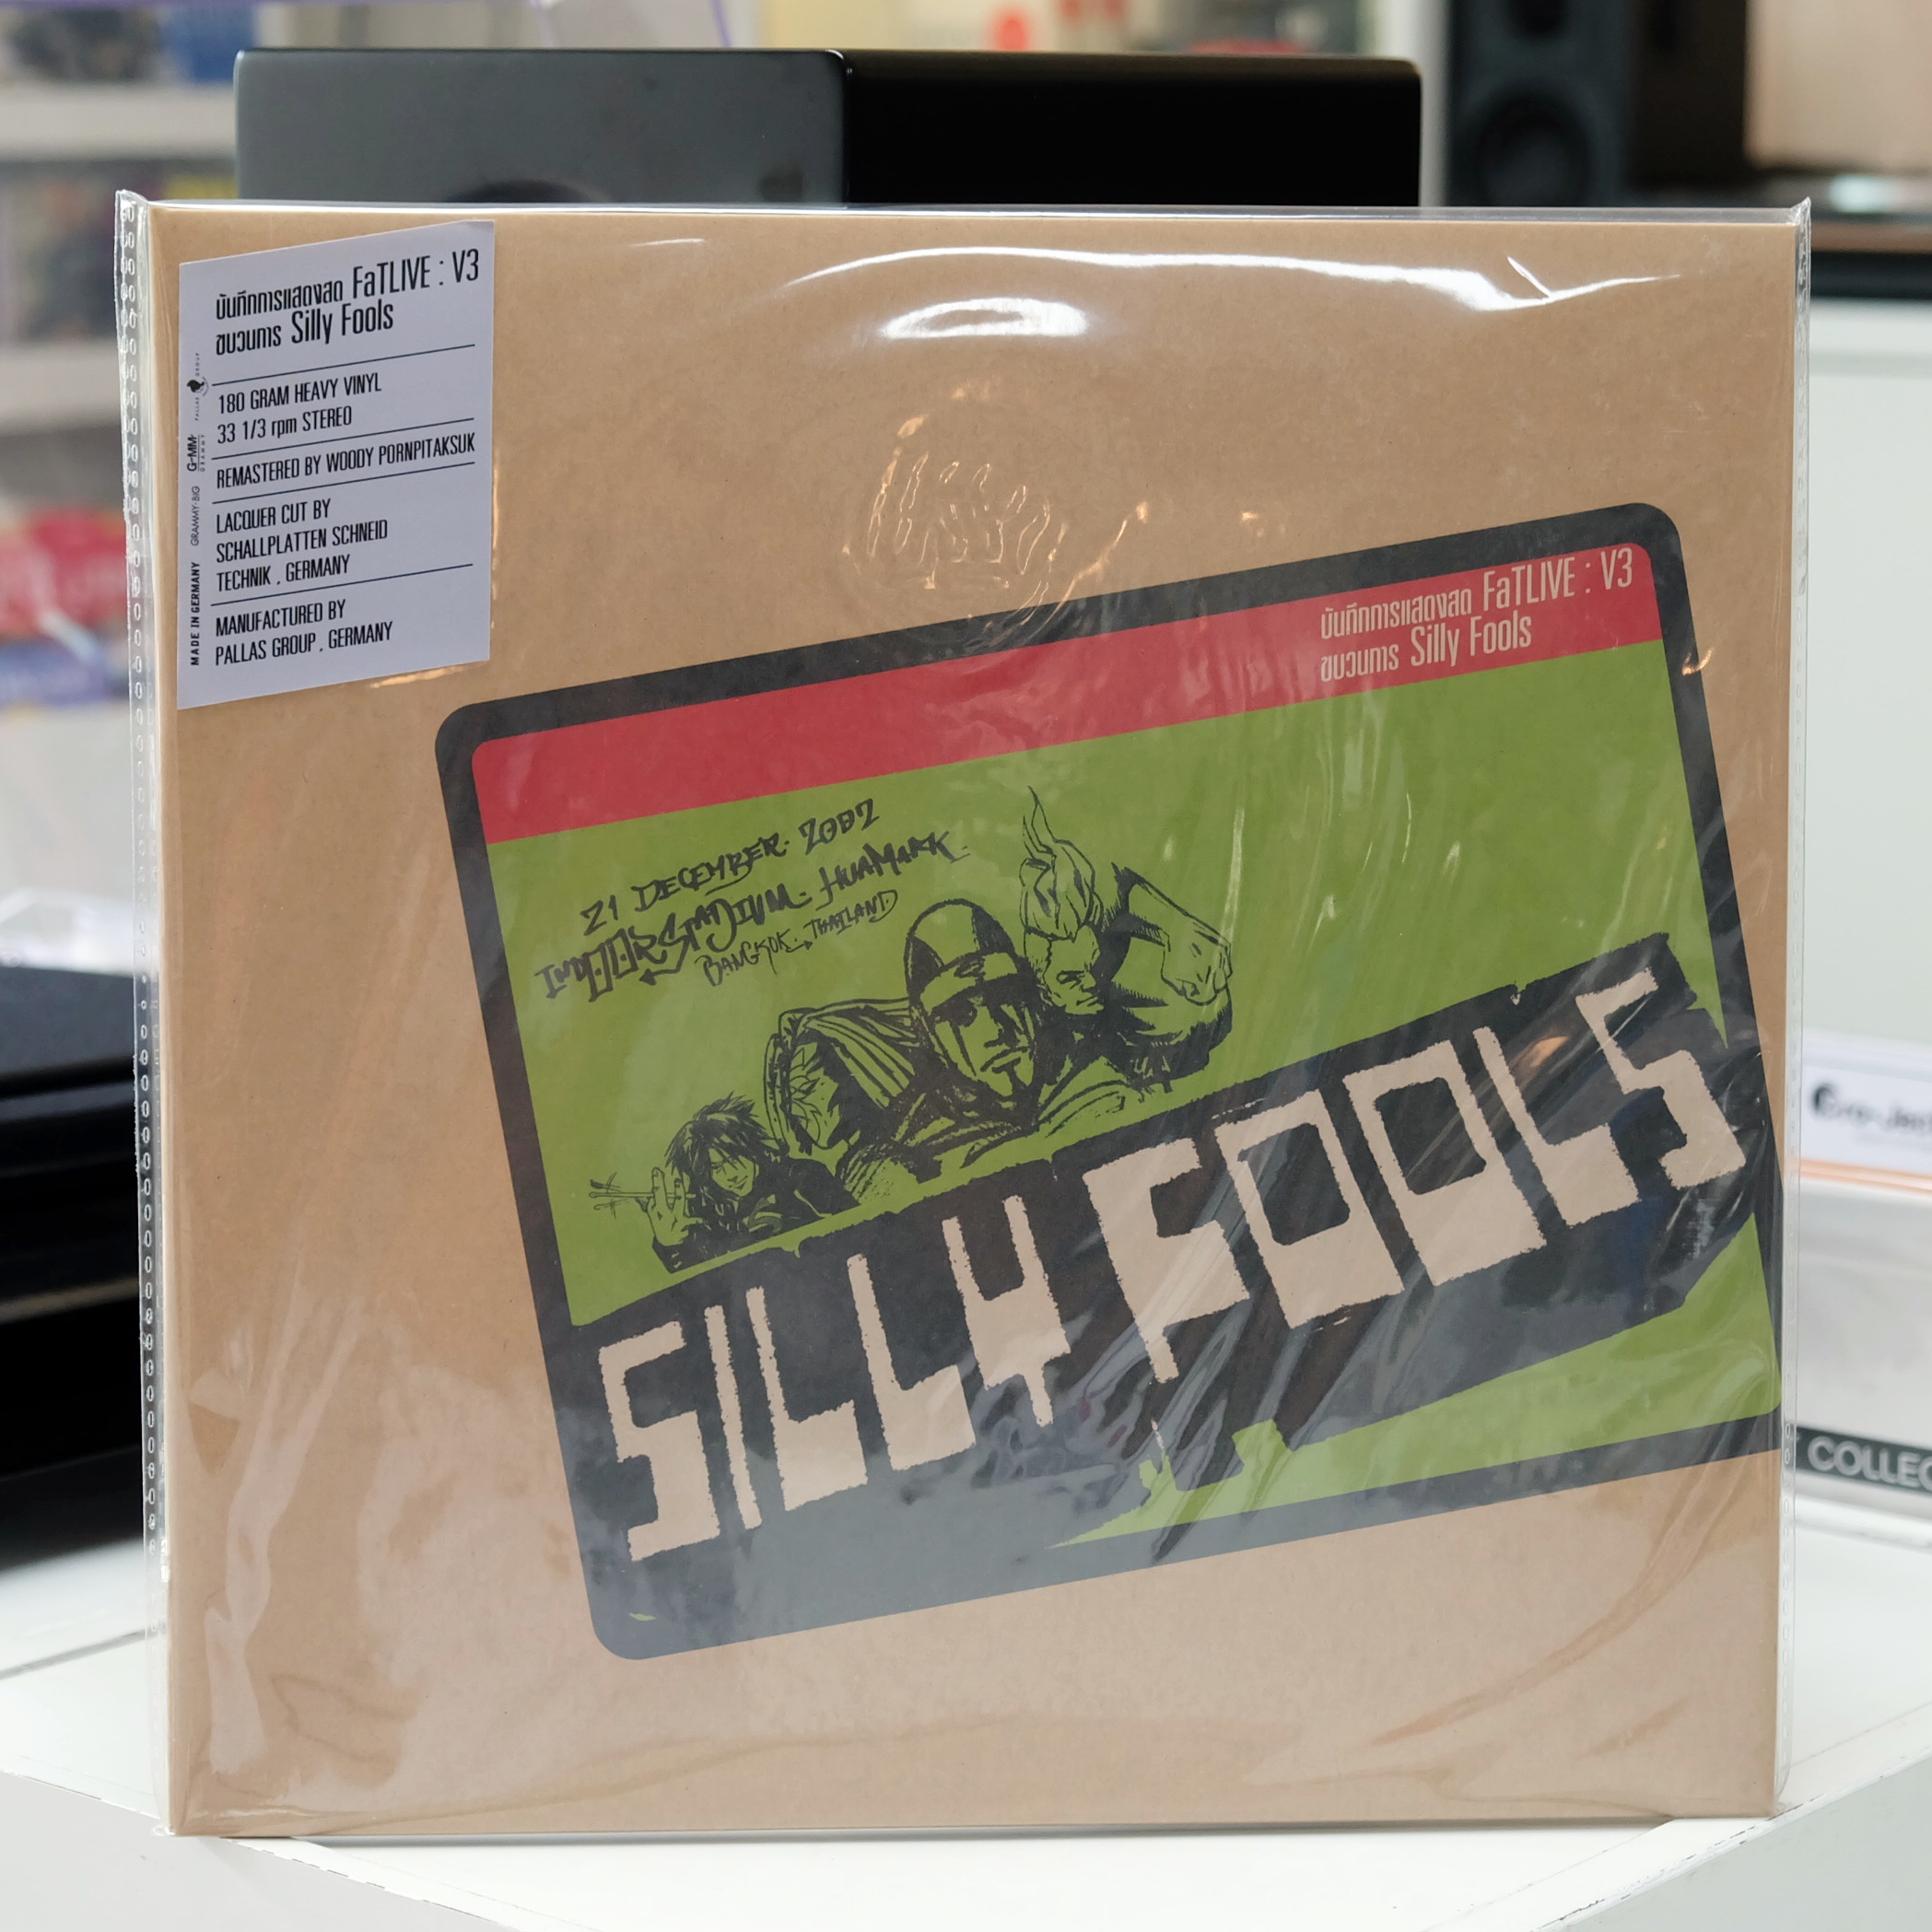 บันทึกการแสดงสด FaTLIVE : V3
ขบวนการ Silly Fools
180 GRAM HEAVY VINYL
33 1/3 rpm STEREO
REMASTERED BY WOODY PORNPITAKSUK
LACQUER CUT BY
SCHALLPLATTEN SCHNEID
TECHNIK , GERMANY
MANUFACTURED BY
PALLAS GROUP , GERMANY
MADE IN GERMANY
GRAMMY BIG
GMM GRAMMY
PALLAS GROUP
บันทึกการแสดงสด FaTLIVE : V3
ขบวนการ Silly Fools
21 DECEMBER. 2002
INDOOR STADIUM. HUAMARK
BANGKOK. THAILAND
SILLY FOOLS